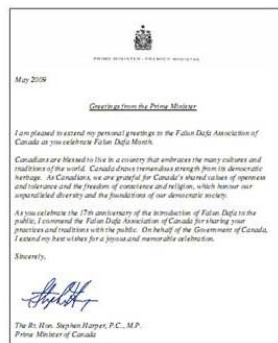 PRIME MINISTER - PREMIER MINISTRE
May 2009
Greetings from the Prime Minister
I am pleased to extend my personal greetings to the Falun Dafa Association of
Canada as you celebrate Falun Dafa Month.
Canadians are blessed to live in a country that embraces the many cultures and
traditions of the world. Canada draws tremendous strength from its democratic
heritage. As Canadians, we are grateful for Canada's shared values of openness
and tolerance and the freedom of conscience and religion, which honour our
unparalleled diversity and the foundations of our democratic society.
As you celebrate the 17th anniversary of the introduction of Falun Dafa to the
public, I commend the Falun Dafa Association of Canada for sharing your
practices and traditions with the public. On behalf of the Government of Canada,
I extend my best wishes for a joyous and memorable celebration.
Sincerely,
The Rt. Hon. Stephen Harper, P.C., M.P.
Prime Minister of Canada